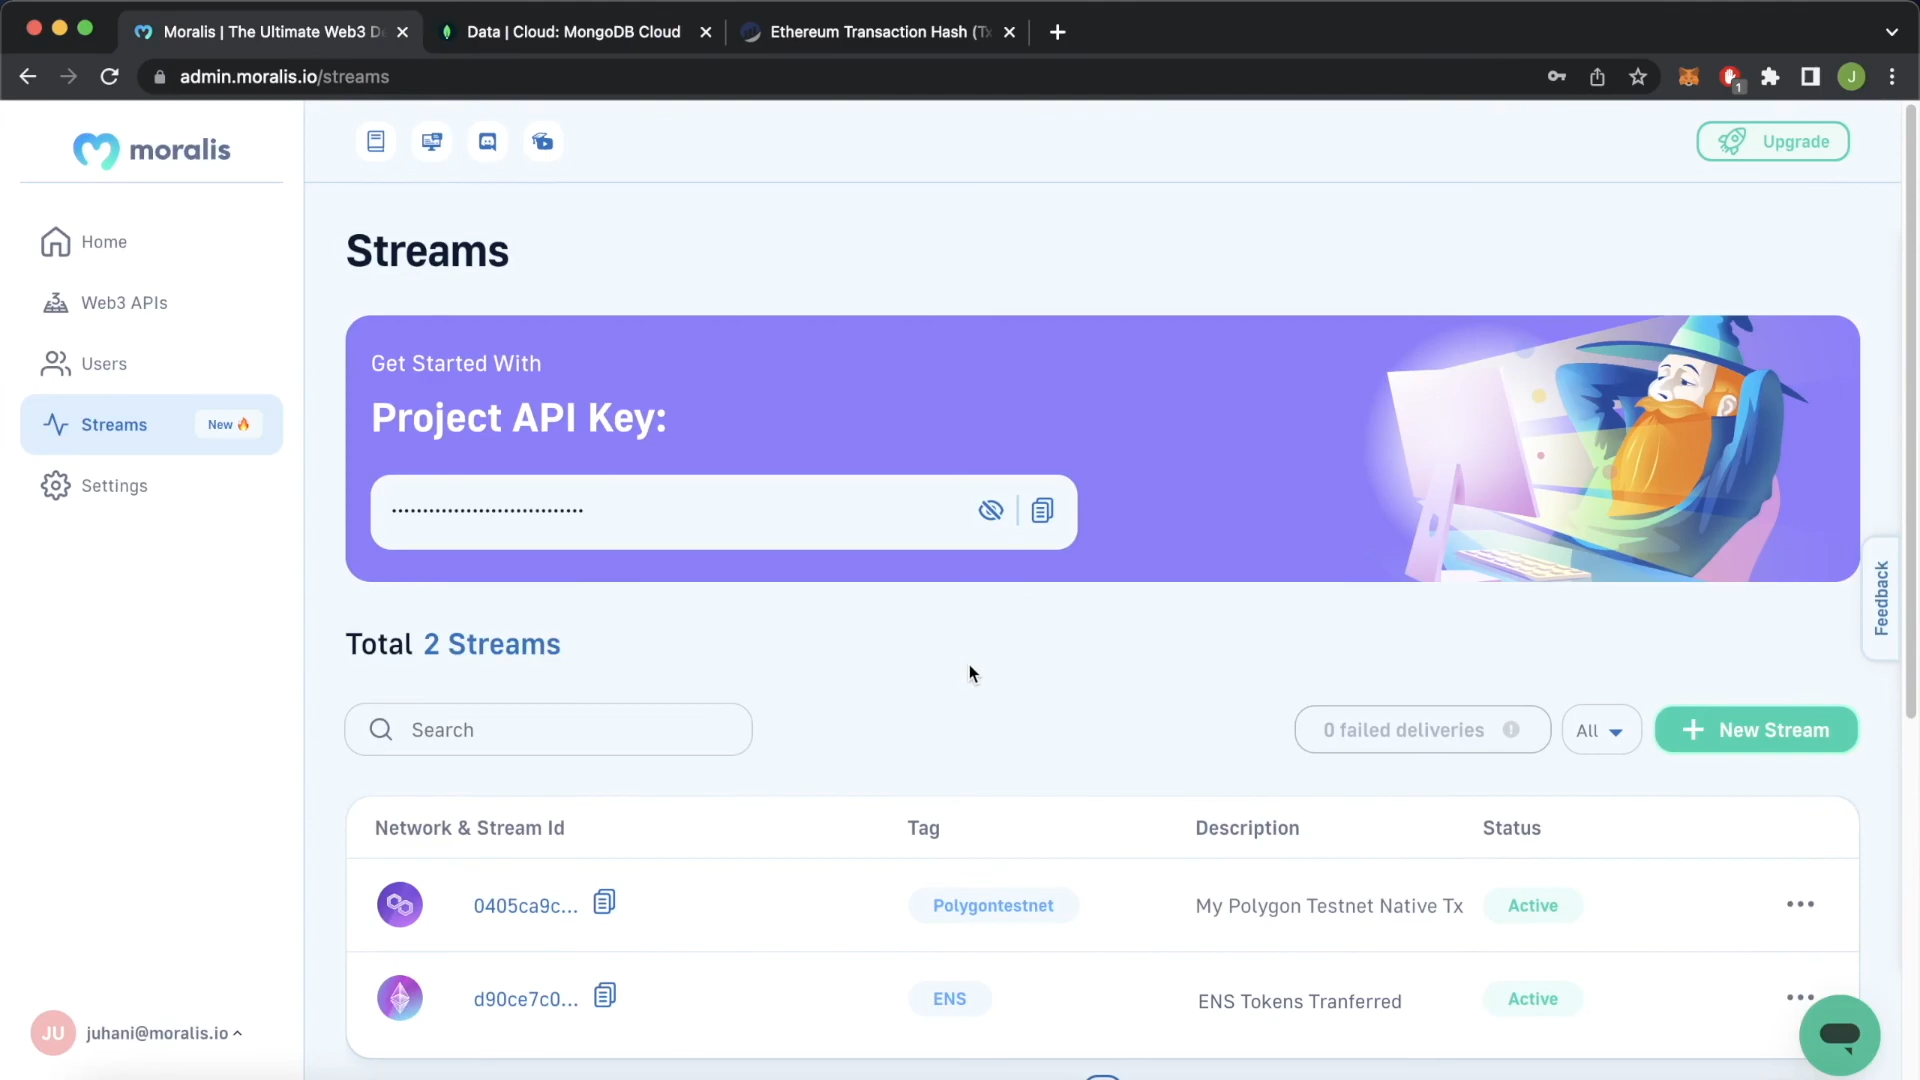 Moralis | The Ultimate Web3 De
Data | Cloud: MongoDB Cloud
Ethereum Transaction Hash (Tx
admin.moralis.io/streams
1
J
moralis
Upgrade
Home
Web3 APIs
Users
Streams
New
Settings
Streams
Get Started With
Project API Key:
Feedback
Total 2 Streams
Search
0 failed deliveries
All
New Stream
Network & Stream Id
Tag
Description
Status
0405ca9c...
Polygontestnet
My Polygon Testnet Native Tx
Active
d90ce7c0...
ENS
ENS Tokens Tranferred
Active
JU
juhani@moralis.io